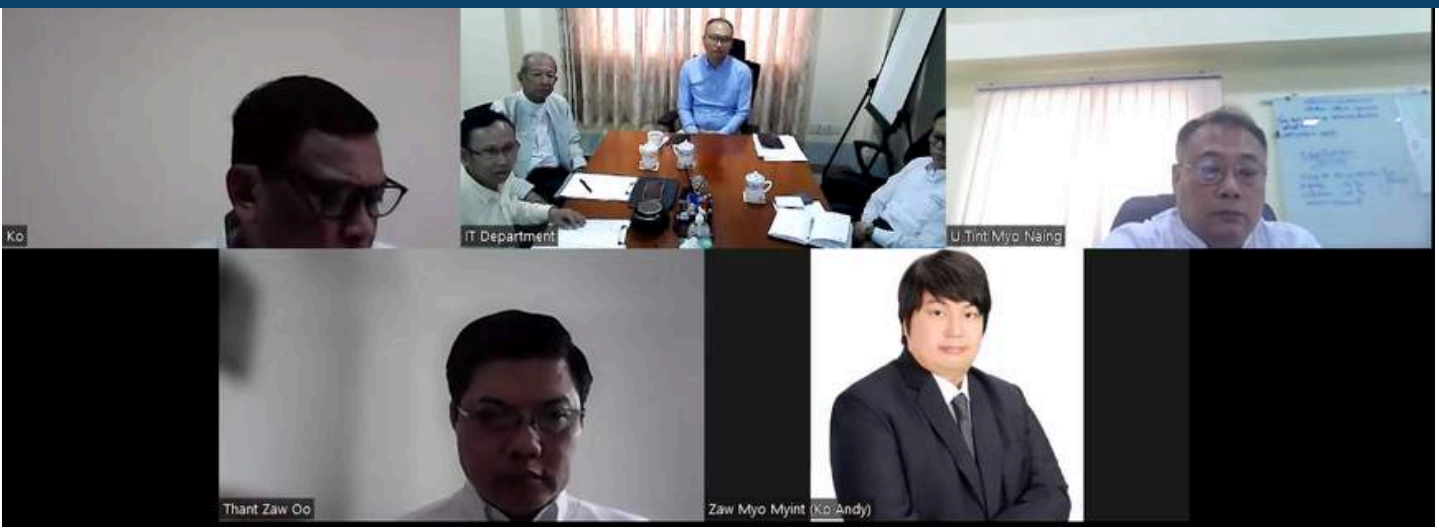 Ko
IT Department
U Tint Myo Naing
Thant Zaw Oo
Zaw Myo Myint (Ko Andy)